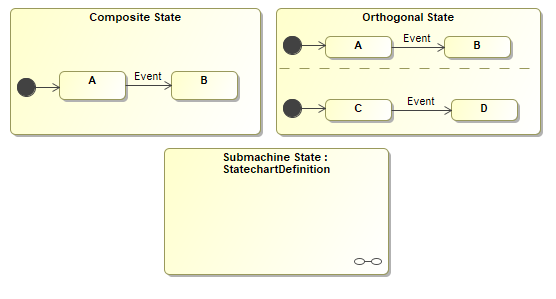 Composite State
A
Event
B
Orthogonal State
A
Event
B
C
Event
D
Submachine State :
StatechartDefinition